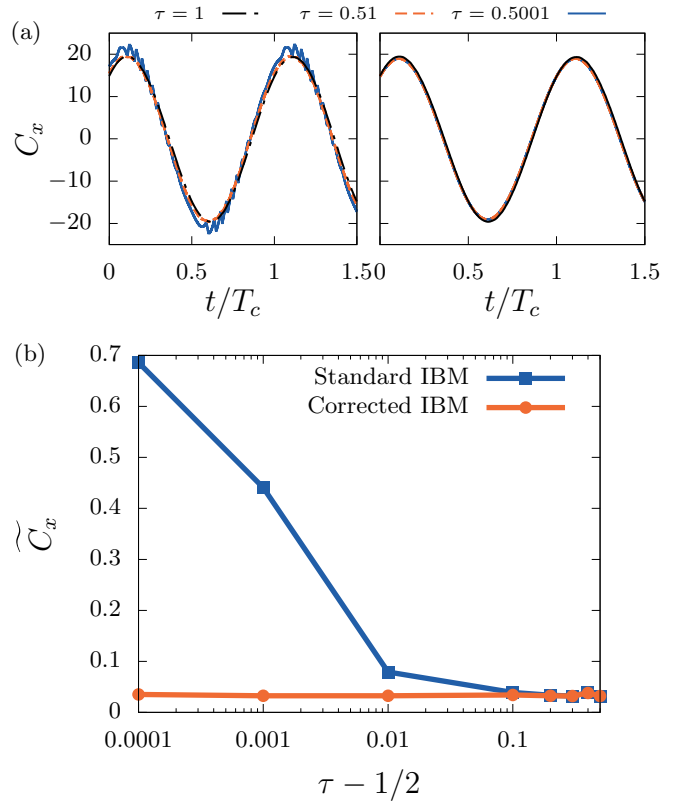 τ = 1 τ = 0.51 τ = 0.5001
(a)
20
10
0
−10
−20
C_x
0 0.5 1 1.5 0.5 1 1.5
t/T_c t/T_c
(b)
0.7
0.6
0.5
0.4
0.3
0.2
0.1
0
Standard IBM
Corrected IBM
\widetilde{C}_x
0.0001 0.001 0.01 0.1
τ − 1/2